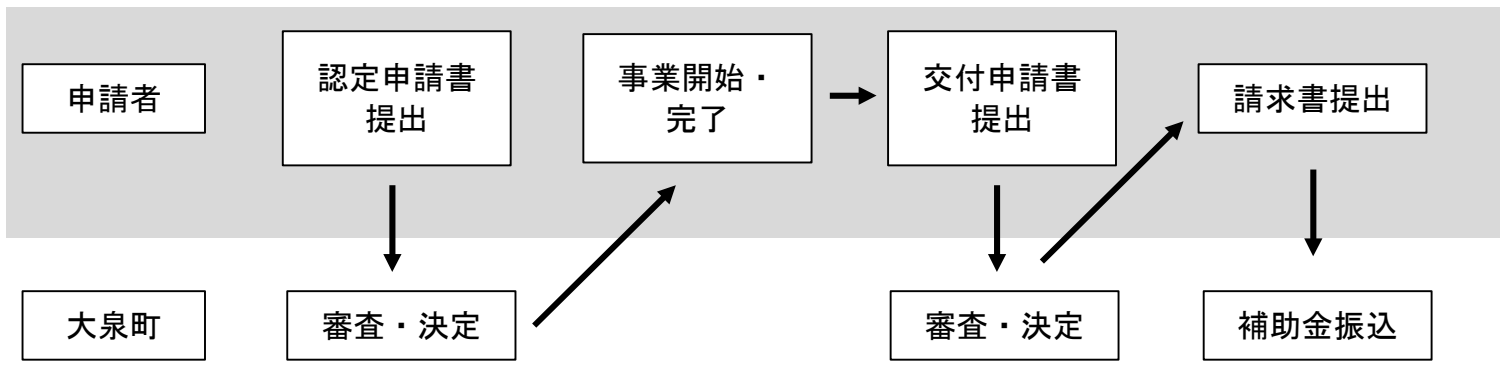 申請者
認定申請書
提出
事業開始・
完了
交付申請書
提出
請求書提出
大泉町
審査・決定
審査・決定
補助金振込